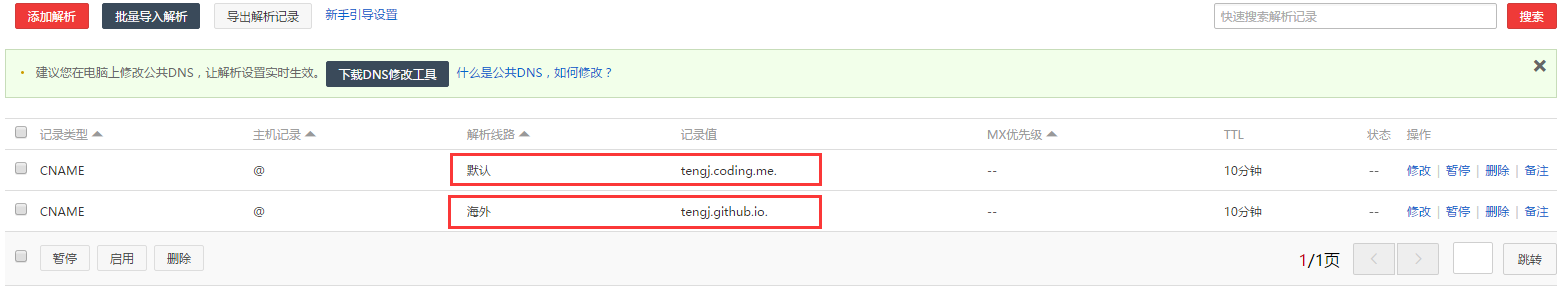 添加解析 批量导入解析 导出解析记录 新手引导设置 快速搜索解析记录 搜索
• 建议您在电脑上修改公共DNS，让解析设置实时生效。 下载DNS修改工具 什么是公共DNS，如何修改？
记录类型 主机记录 解析线路 记录值 MX优先级 TTL 状态 操作
CNAME @ 默认 tengj.coding.me. -- 10分钟 -- 修改 | 暂停 | 删除 | 备注
CNAME @ 海外 tengj.github.io. -- 10分钟 -- 修改 | 暂停 | 删除 | 备注
暂停 启用 删除 1/1页 跳转